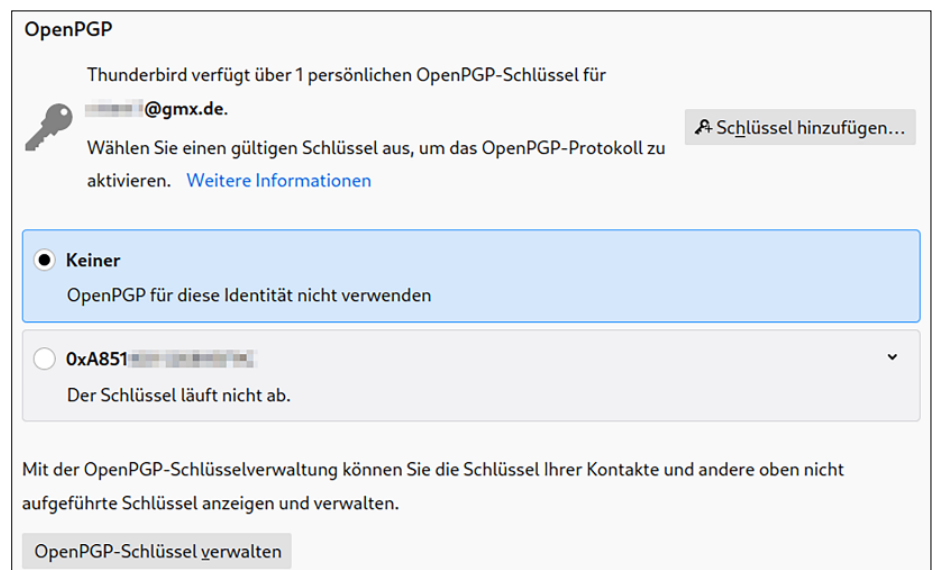 OpenPGP
Thunderbird verfügt über 1 persönlichen OpenPGP-Schlüssel für
@gmx.de.
Schlüssel hinzufügen…
Wählen Sie einen gültigen Schlüssel aus, um das OpenPGP-Protokoll zu
aktivieren. Weitere Informationen
Keiner
OpenPGP für diese Identität nicht verwenden
0xA851
Der Schlüssel läuft nicht ab.
Mit der OpenPGP-Schlüsselverwaltung können Sie die Schlüssel Ihrer Kontakte und andere oben nicht
aufgeführte Schlüssel anzeigen und verwalten.
OpenPGP-Schlüssel verwalten